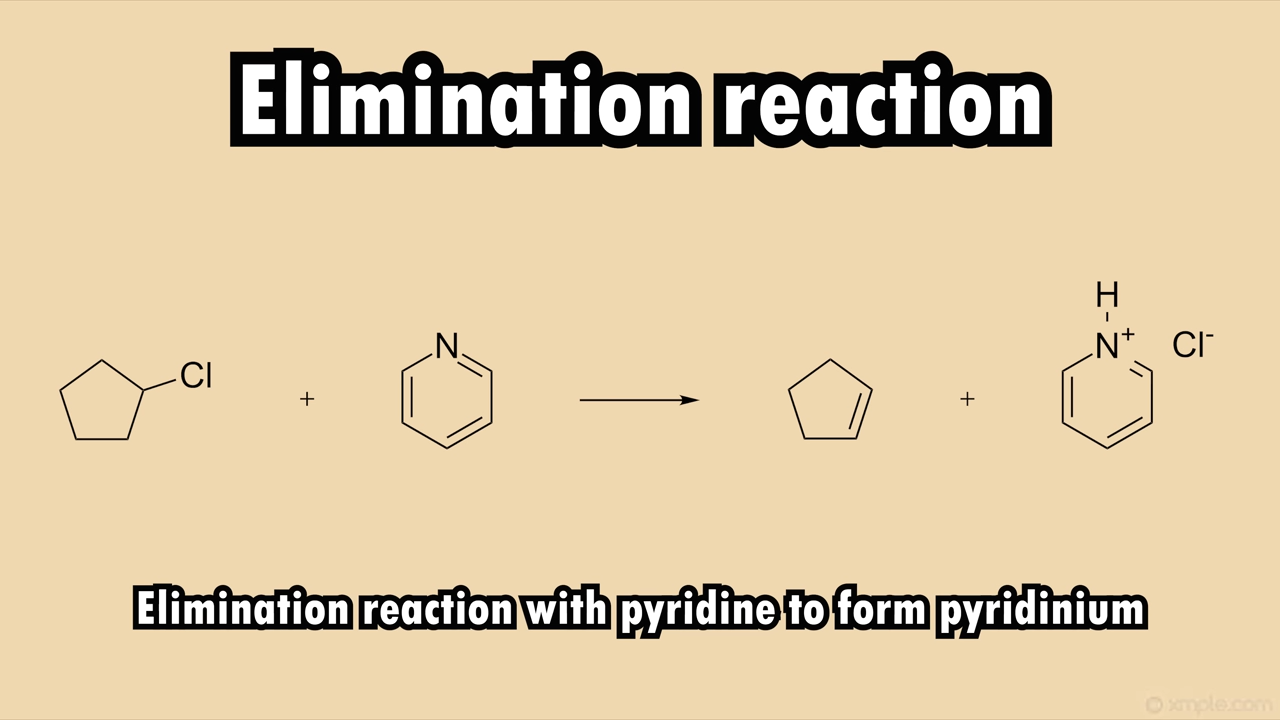 Elimination reaction
H
N N+ Cl-
Cl
+ +
Elimination reaction with pyridine to form pyridinium
xmple.com